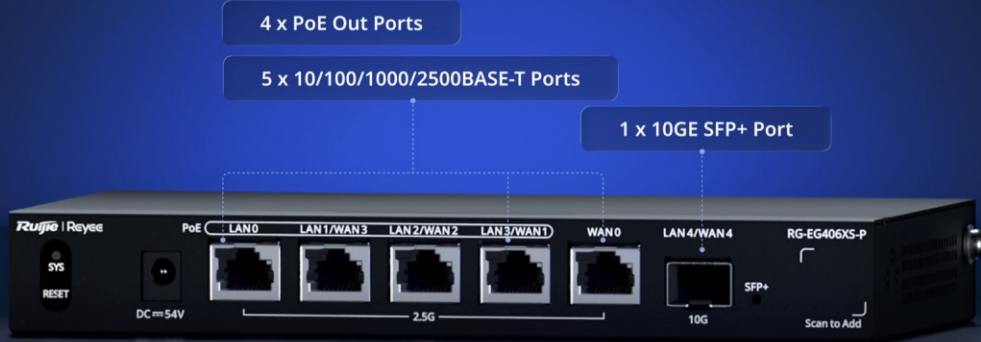 4 x PoE Out Ports
5 x 10/100/1000/2500BASE-T Ports
1 x 10GE SFP+ Port
Ruijie | Reyee
PoE LAN0 LAN1/WAN3 LAN2/WAN2 LAN3/WAN1 WAN0 LAN4/WAN4 RG-EG406XS-P
SYS
RESET
SFP+
DC⎓54V
2.5G
10G
Scan to Add